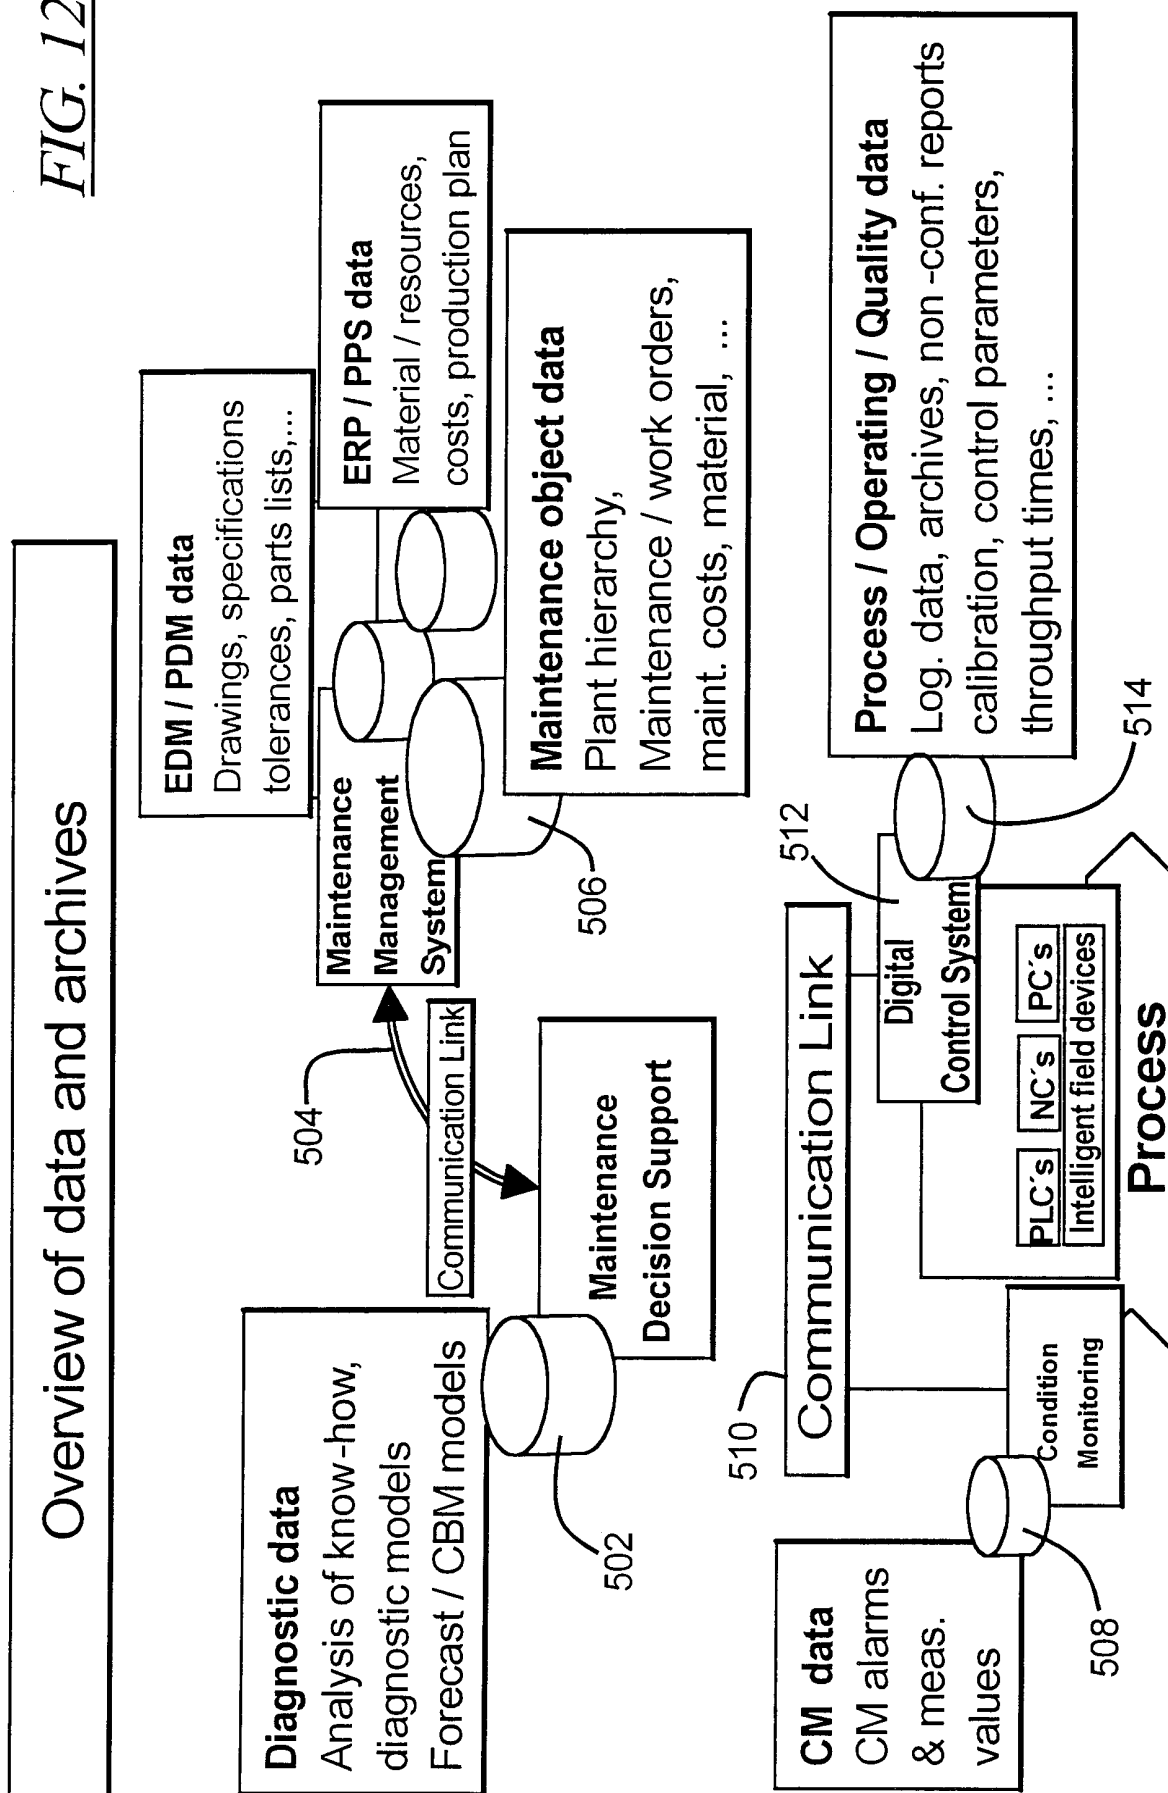 FIG. 12
Overview of data and archives
EDM / PDM data
Drawings, specifications
tolerances, parts lists,...
ERP / PPS data
Material / resources,
costs, production plan
Maintenance
Management
System
506
Maintenance object data
Plant hierarchy,
Maintenance / work orders,
maint. costs, material, ...
504
Communication Link
Diagnostic data
Analysis of know -how,
diagnostic models
Forecast / CBM models
502
Maintenance
Decision Support
510
Communication Link
512
Digital
Control System
514
Process / Operating / Quality data
Log. data, archives, non -conf. reports
calibration, control parameters,
throughput times, ...
CM data
CM alarms
& meas.
values
508
Condition
Monitoring
PLC´s
NC´s
PC´s
Intelligent field devices
Process